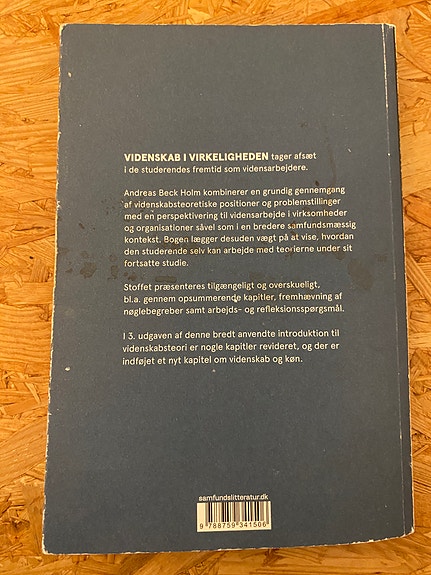 VIDENSKAB I VIRKELIGHEDEN tager afsæt
i de studerendes fremtid som vidensarbejdere.
Andreas Beck Holm kombinerer en grundig gennemgang
af videnskabsteoretiske positioner og problemstillinger
med en perspektivering til vidensarbejde i virksomheder
og organisationer såvel som i en bredere samfundsmæssig
kontekst. Bogen lægger desuden vægt på at vise, hvordan
den studerende selv kan arbejde med teorierne under sit
fortsatte studie.
Stoffet præsenteres tilgængeligt og overskueligt,
bl.a. gennem opsummerende kapitler, fremhævning af
nøglebegreber samt arbejds- og refleksionsspørgsmål.
I 3. udgaven af denne bredt anvendte introduktion til
videnskabsteori er nogle kapitler revideret, og der er
indføjet et nyt kapitel om videnskab og køn.
samfundslitteratur.dk
9 788759 341506